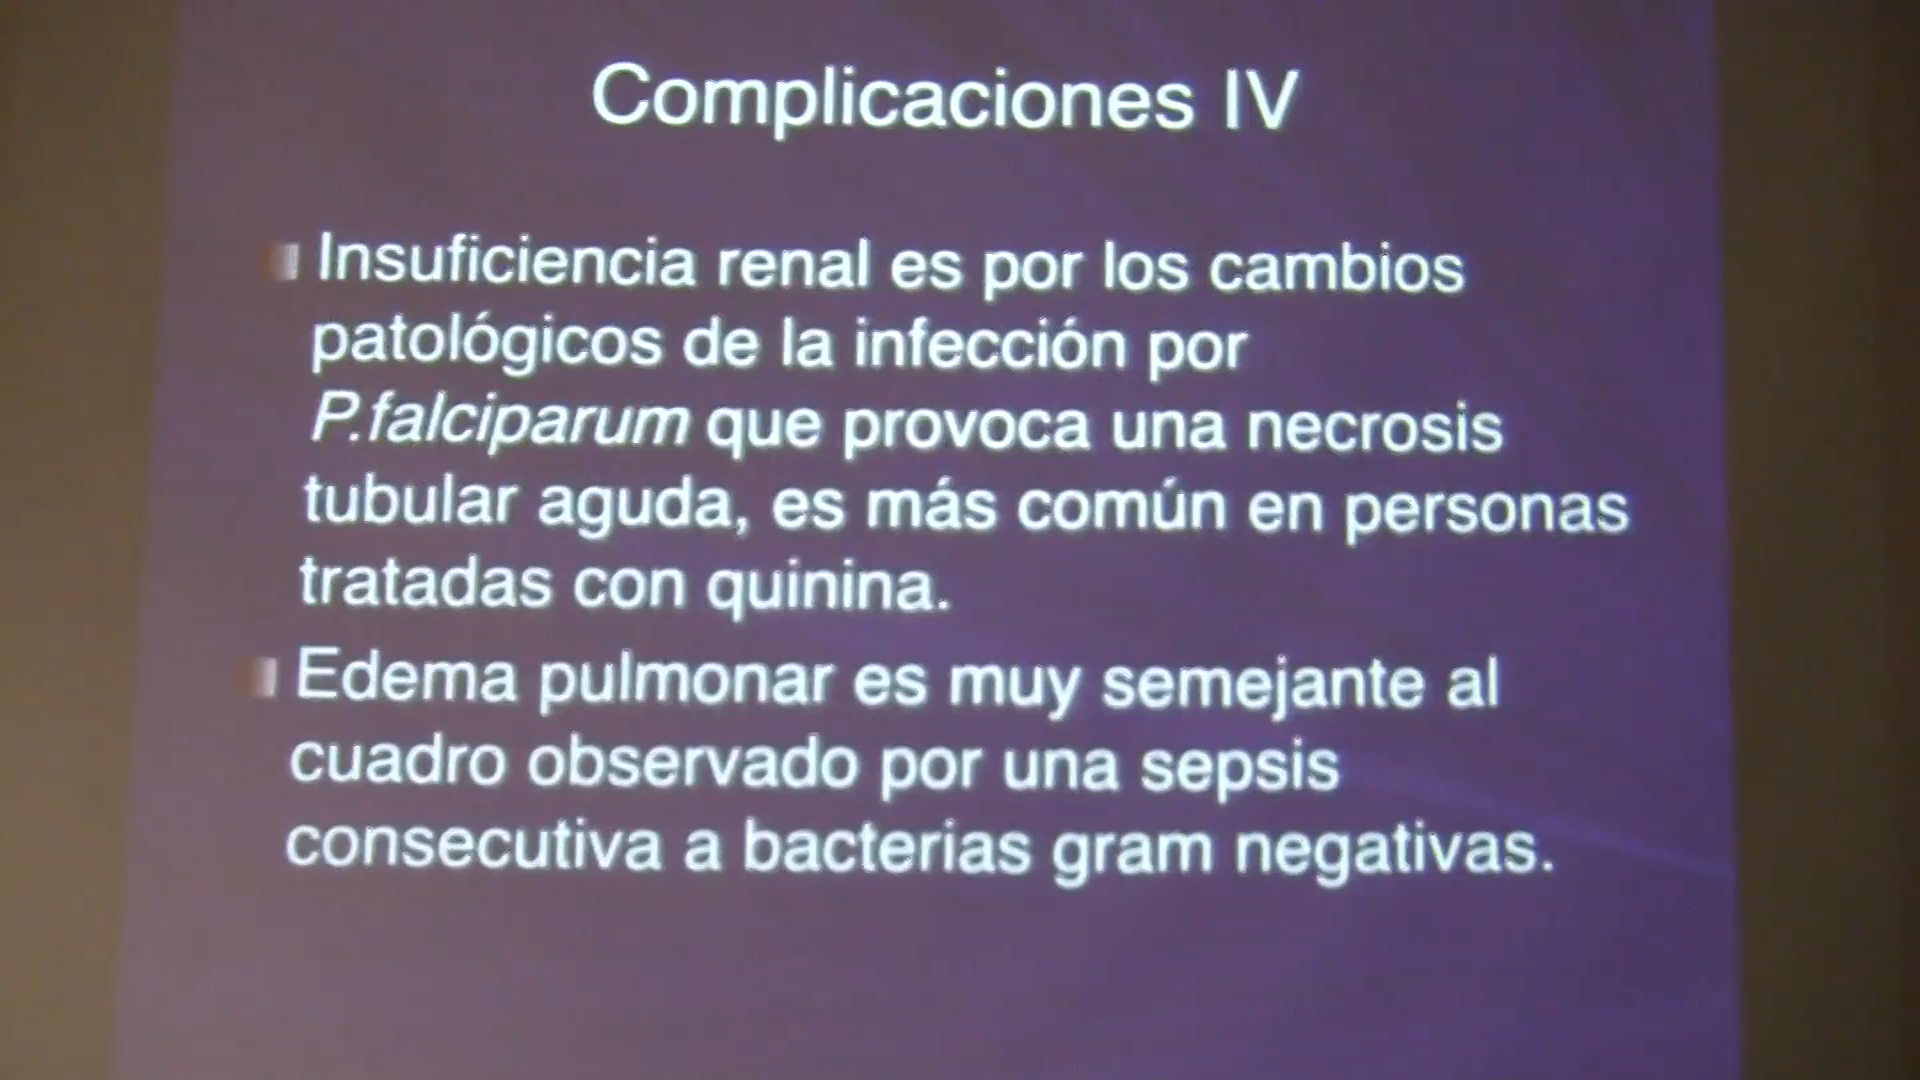 Complicaciones IV
Insuficiencia renal es por los cambios
patológicos de la infección por
P.falciparum que provoca una necrosis
tubular aguda, es más común en personas
tratadas con quinina.
Edema pulmonar es muy semejante al
cuadro observado por una sepsis
consecutiva a bacterias gram negativas.